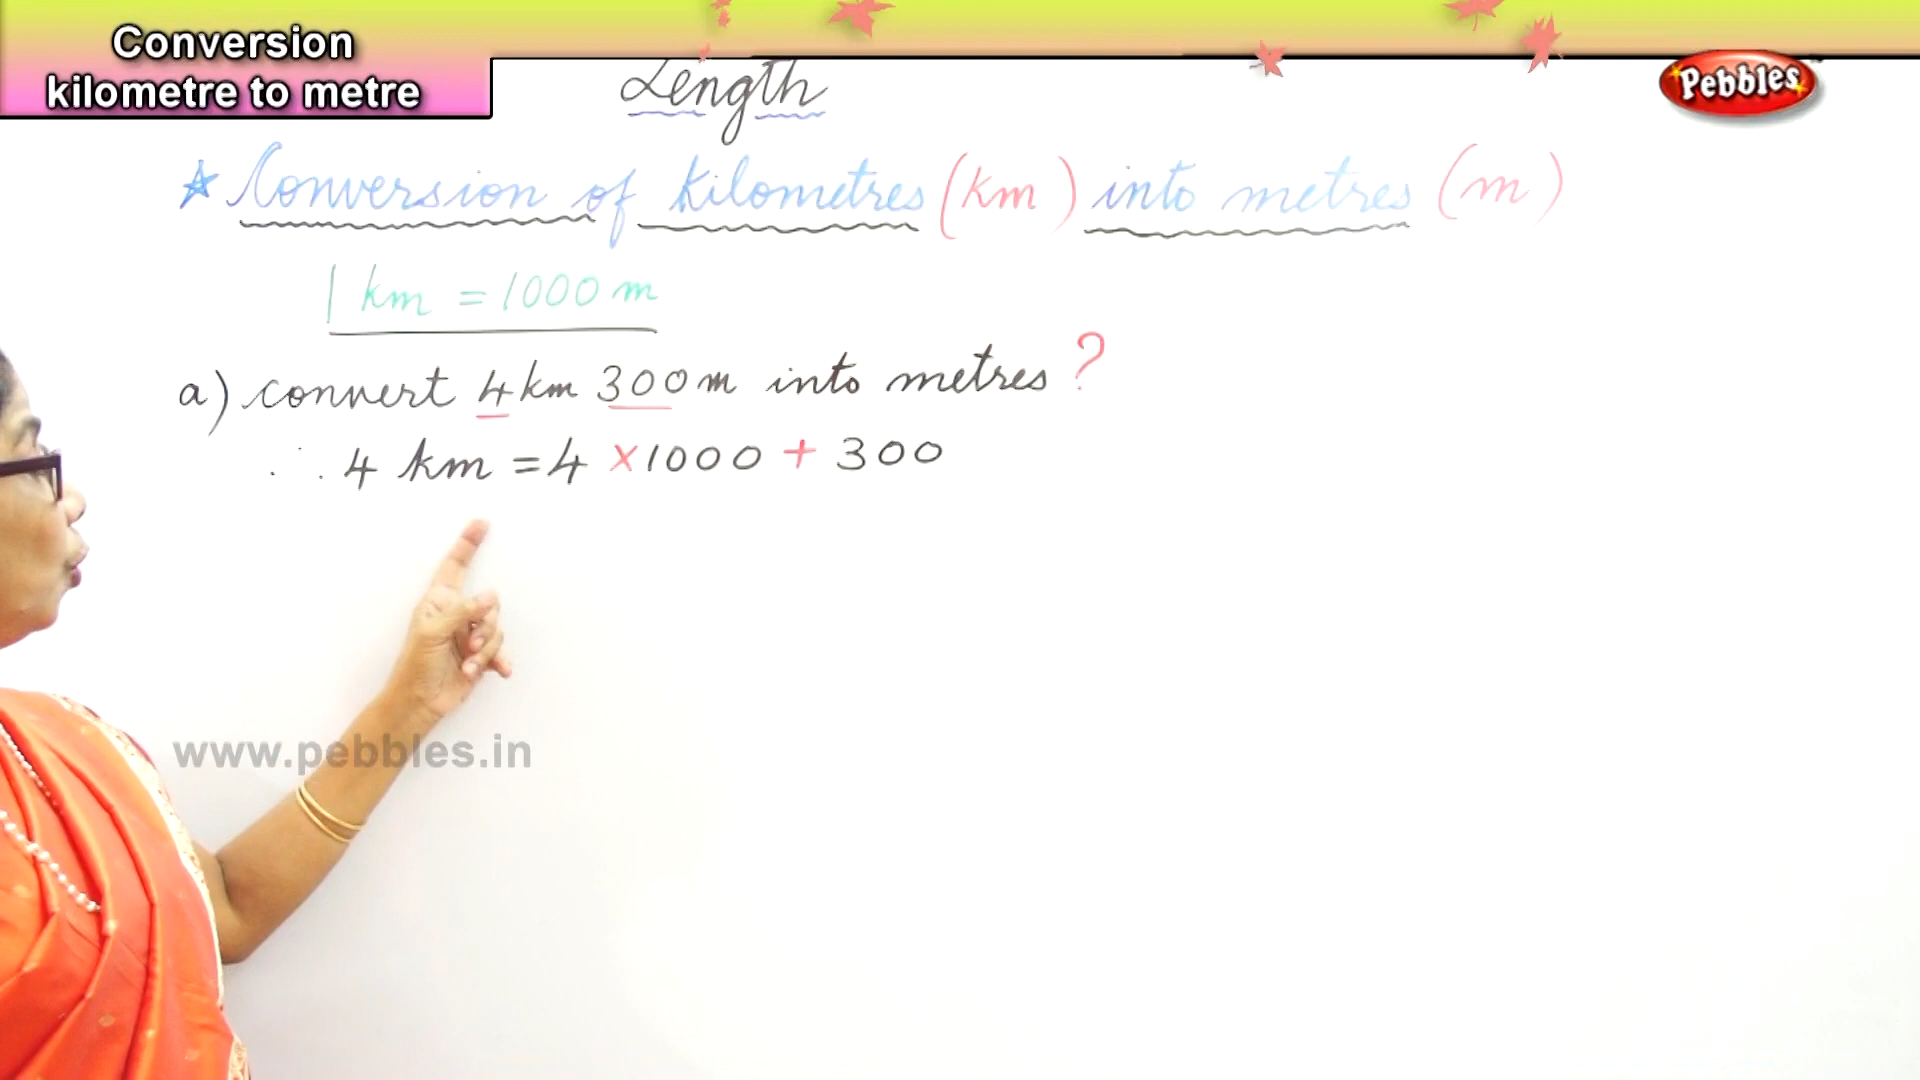 Conversion
kilometre to metre
Pebbles
Length
Conversion of kilometres (km) into metres (m)
1 km = 1000 m
a) convert 4 km 300 m into metres ?
∴ 4 km = 4 × 1000 + 300
www.pebbles.in